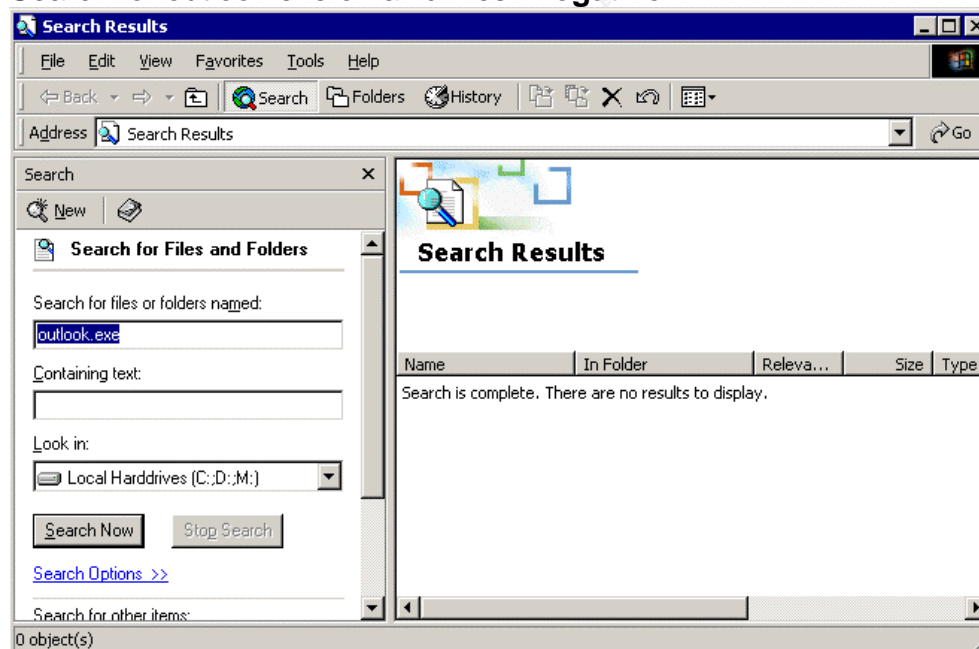 Search Results
File Edit View Favorites Tools Help
Back Search Folders History
Address Search Results Go
Search
New
Search for Files and Folders
Search for files or folders named:
outlook.exe
Containing text:
Look in:
Local Harddrives (C:;D:;M:)
Search Now Stop Search
Search Options >>
Search for other items:
Search Results
Name In Folder Releva... Size Type
Search is complete. There are no results to display.
0 object(s)